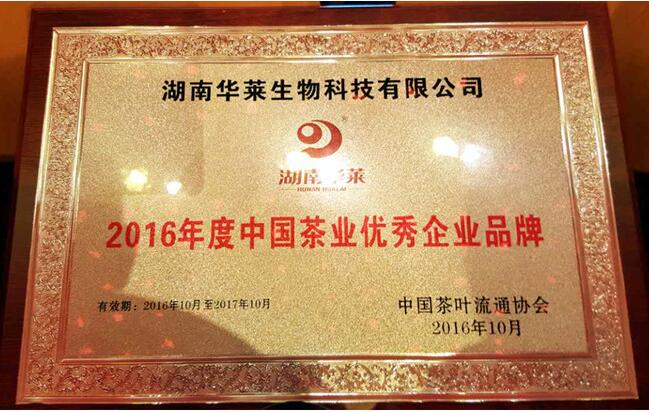 湖南华莱生物科技有限公司
®
湖南华莱
HUNAN HUALAI
2016年度中国茶业优秀企业品牌
有效期：2016年10月至2017年10月
中国茶叶流通协会
2016年10月